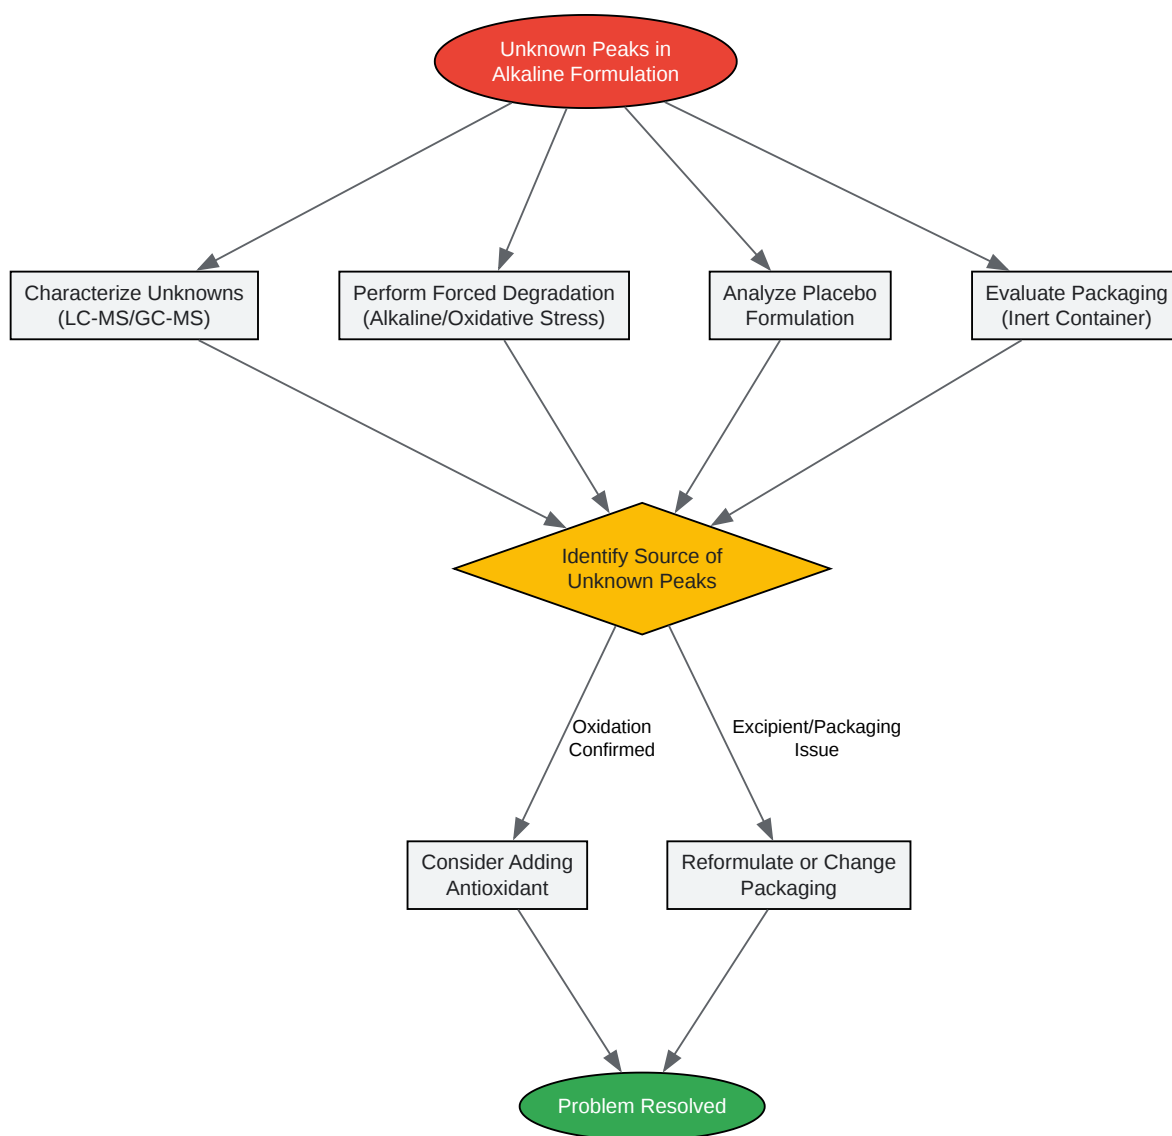 Unknown Peaks in
Alkaline Formulation
Characterize Unknowns
(LC-MS/GC-MS)
Perform Forced Degradation
(Alkaline/Oxidative Stress)
Analyze Placebo
Formulation
Evaluate Packaging
(Inert Container)
Identify Source of
Unknown Peaks
Oxidation
Confirmed
Excipient/Packaging
Issue
Consider Adding
Antioxidant
Reformulate or Change
Packaging
Problem Resolved